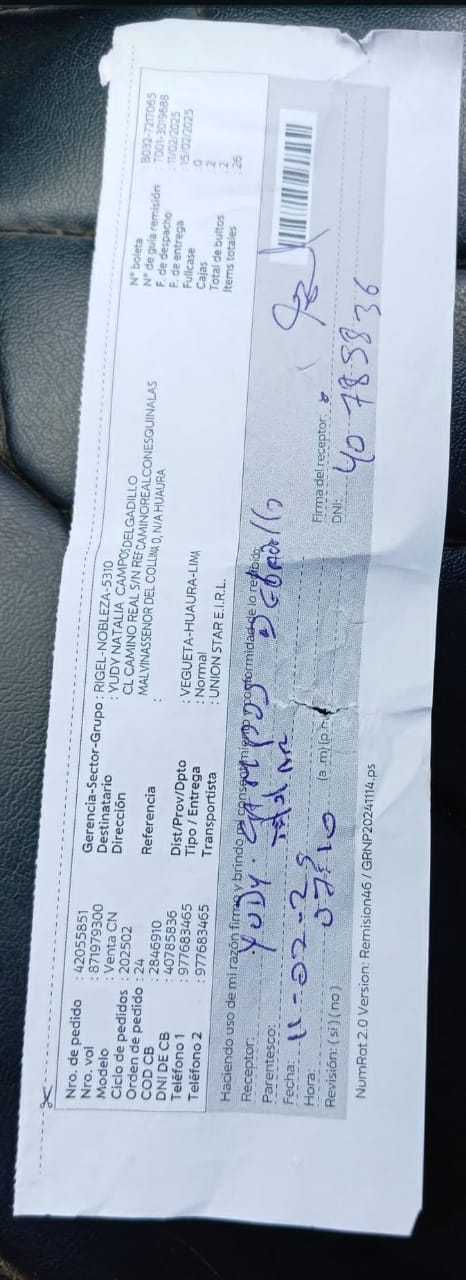 Nro. de pedido : 42055851
Nro. vol : 871979300
Modelo : Venta CN
Ciclo de pedidos : 202502
Orden de pedido : 24
COD CB : 2846910
DNI DE CB : 40785836
Teléfono 1 : 977683465
Teléfono 2 : 977683465
Gerencia-Sector-Grupo : RIGEL-NOBLEZA-5310
Destinatario : YUDY NATALIA CAMPOS DELGADILLO
Dirección : CL CAMINO REAL S/N REFCAMINOREALCONESQUINALAS
MALVINASSENOR DEL COLLIMA 0, N/A HUAURA
Referencia :
Dist/Prov/Dpto : VEGUETA-HUAURA-LIMA
Tipo / Entrega : Normal
Transportista : UNION STAR E.I.R.L.
N° boleta : B032-7217065
N° de guía remisión : T001-3019688
F. de despacho : 11/02/2025
F. de entrega : 15/02/2025
Fullcase : 0
Cajas : 2
Total de bultos : 2
Items totales : 26
Haciendo uso de mi razón firmo y brindo mi consentimiento y conformidad de lo recibido
Receptor: YUDY. CAMPOS
Parentesco:
Fecha: 11-02-2
Hora: (a .m) (p.
Revisión: ( si ) ( no )
Firma del receptor:
DNI: 40785836
NumRot 2.0 Version: Remision46 / GRNP20241114.ps